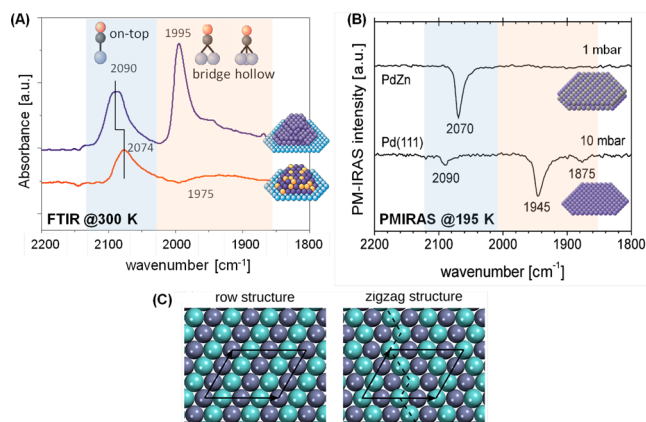 (A)
on-top
2090
1995
bridge hollow
2074
1975
FTIR @300 K
Absorbance [a.u.]
2200 2100 2000 1900 1800
wavenumber [cm-1]
(B)
1 mbar
PdZn
2070
Pd(111)
10 mbar
2090
1875
1945
PMIRAS @195 K
PM-IRAS intensity [a.u.]
2200 2100 2000 1900 1800
wavenumber [cm-1]
(C)
row structure
zigzag structure